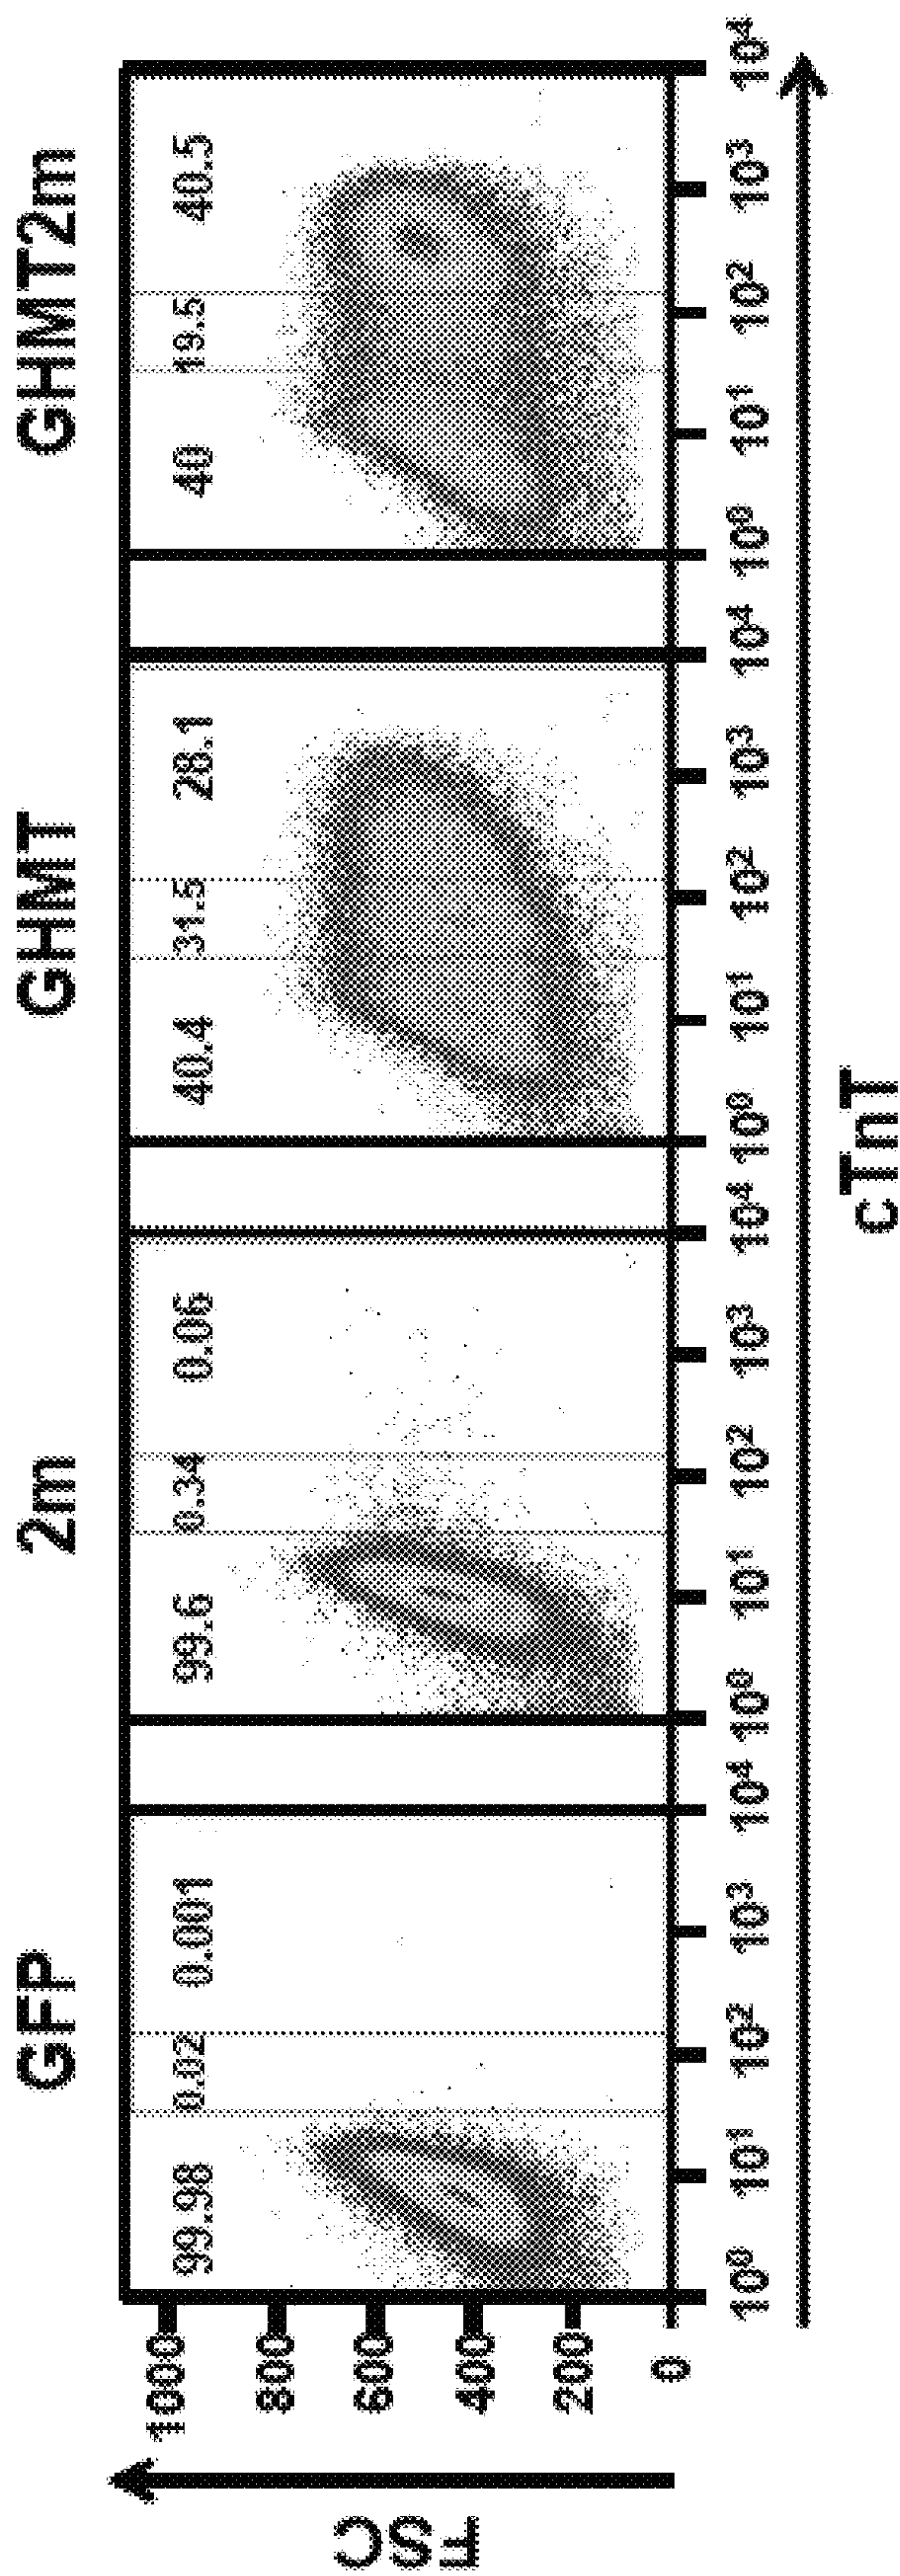 GFP 2m GHMT GHMT2m
99.98 0.02 0.001
99.6 0.34 0.06
40.4 31.5 28.1
40 19.5 40.5
FSC
1000
800
600
400
200
0
10⁰ 10¹ 10² 10³ 10⁴ 10⁰ 10¹ 10² 10³ 10⁴ 10⁰ 10¹ 10² 10³ 10⁴ 10⁰ 10¹ 10² 10³ 10⁴
cTnT